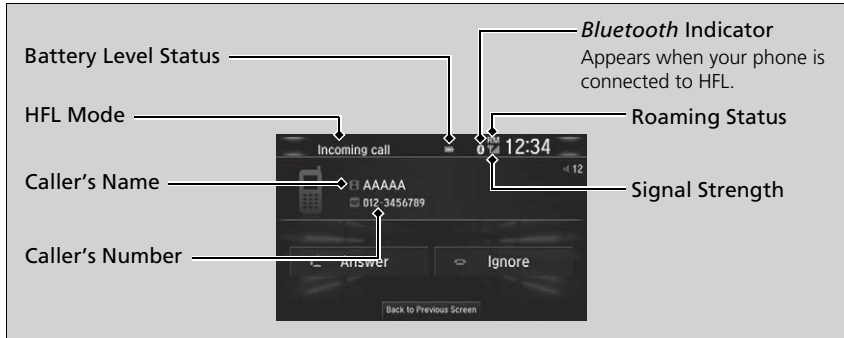 Bluetooth Indicator
Appears when your phone is
connected to HFL.
Battery Level Status
HFL Mode
Roaming Status
RM
Incoming call
12:34
12
Caller's Name
AAAAA
Signal Strength
012-3456789
Caller's Number
Answer
Ignore
Back to Previous Screen